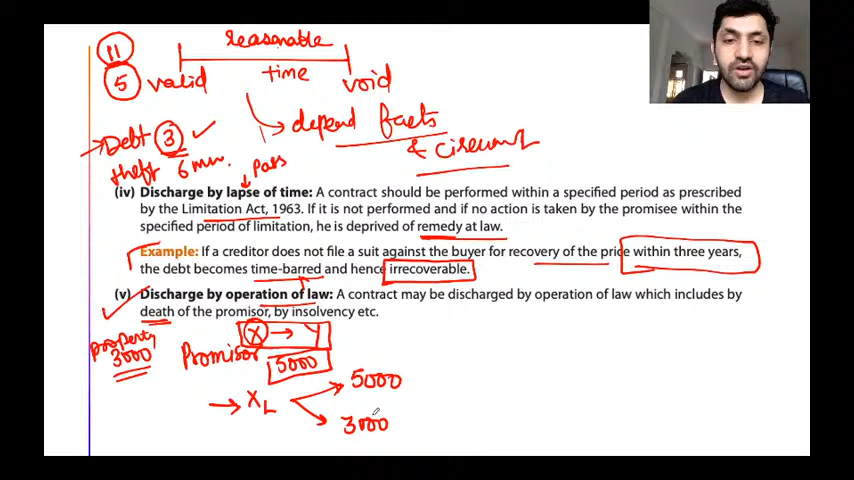 11
reasonable
5 valid time void
depend facts
& circumst
Debt 3
theft 6 mon.
Pass
(iv) Discharge by lapse of time: A contract should be performed within a specified period as prescribed
by the Limitation Act, 1963. If it is not performed and if no action is taken by the promisee within the
specified period of limitation, he is deprived of remedy at law.
Example: If a creditor does not file a suit against the buyer for recovery of the price within three years,
the debt becomes time-barred and hence irrecoverable.
(v) Discharge by operation of law: A contract may be discharged by operation of law which includes by
death of the promisor, by insolvency etc.
X → Y
Property
3000
Promisor 5000
5000
→ XL
3000